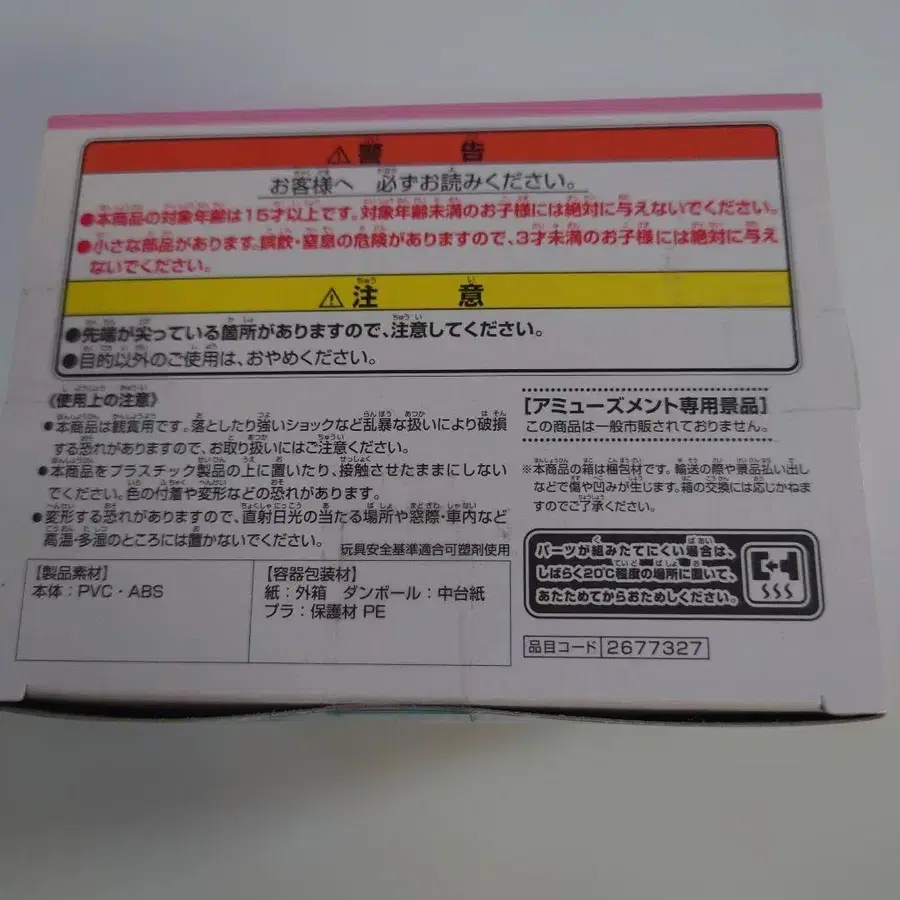 ⚠警 告
お客様へ 必ずお読みください。
●本商品の対象年齢は15才以上です。対象年齢未満のお子様には絶対に与えないでください。
●小さな部品があります。誤飲・窒息の危険がありますので、3才未満のお子様には絶対に与え
ないでください。
⚠注 意
●先端が尖っている箇所がありますので、注意してください。
●目的以外のご使用は、おやめください。
《使用上の注意》
●本商品は観賞用です。落としたり強いショックなど乱暴な扱いにより破損
する恐れがありますので、お取り扱いにはご注意ください。
●本商品をプラスチック製品の上に置いたり、接触させたままにしない
でください。色の付着や変形などの恐れがあります。
●変形する恐れがありますので、直射日光の当たる場所や窓際・車内など
高温・多湿のところには置かないでください。
玩具安全基準適合可塑剤使用
【製品素材】
本体：PVC・ABS
【容器包装材】
紙：外箱 ダンボール：中台紙
プラ：保護材 PE
[アミューズメント専用景品]
この商品は一般市販されておりません。
※本商品の箱は梱包材です。輸送の際や景品払い出し
などで傷や凹みが生じます。箱の交換には応じかねま
すのでご了承ください。
パーツが組みたてにくい場合は、
しばらく20℃程度の場所に置いて、
あたためてからおためしください。
品目コード 2677327